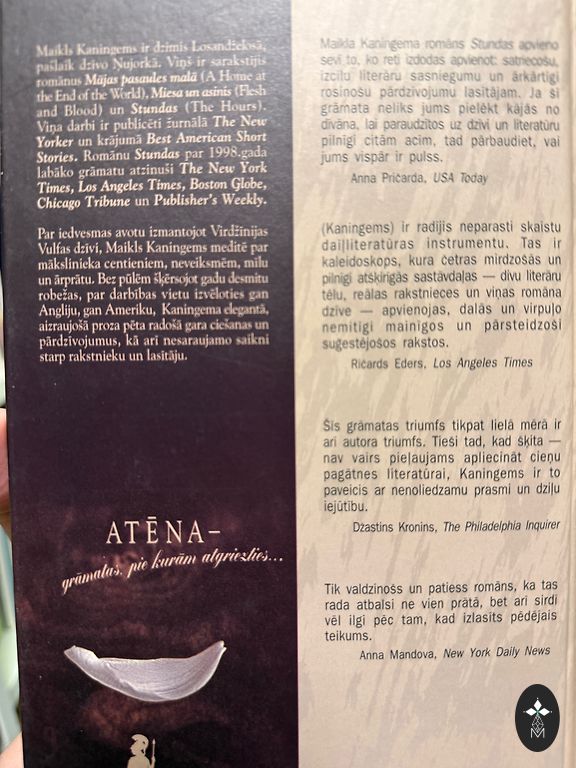 Maikls Kaningems ir dzimis Losandželosā,
pašlaik dzīvo Ņujorkā. Viņš ir sarakstījis
romānus Mājas pasaules malā (A Home at
the End of the World), Miesa un asinis (Flesh
and Blood) un Stundas (The Hours).
Viņa darbi ir publicēti žurnālā The New
Yorker un krājumā Best American Short
Stories. Romānu Stundas par 1998.gada
labāko grāmatu atzinuši The New York
Times, Los Angeles Times, Boston Globe,
Chicago Tribune un Publisher's Weekly.
Par iedvesmas avotu izmantojot Virdžīnijas
Vulfas dzīvi, Maikls Kaningems meditē par
mākslinieka centieniem, neveiksmēm, mīlu
un ārprātu. Bez pūlēm šķērsojot gadu desmitu
robežas, par darbības vietu izvēloties gan
Angliju, gan Ameriku, Kaningema elegantā,
aizraujošā proza pēta radošā gara ciešanas un
pārdzīvojumus, kā arī nesaraujamo saikni
starp rakstnieku un lasītāju.
ATĒNA–
grāmatas, pie kurām atgriezties...
Maikla Kaningema romāns Stundas apvieno
sevī to, ko reti izdodas apvienot: satriecošu,
izcilu literāru sasniegumu un ārkārtīgi
rosinošu pārdzīvojumu lasītājam. Ja šī
grāmata neliks jums pielēkt kājās no
dīvāna, lai paraudzītos uz dzīvi un literatūru
pilnīgi citām acīm, tad pārbaudiet, vai
jums vispār ir pulss.
Anna Pričarda, USA Today
(Kaningems) ir radījis neparasti skaistu
daiļliteratūras instrumentu. Tas ir
kaleidoskops, kura četras mirdzošās un
pilnīgi atšķirīgās sastāvdaļas — divu literāru
tēlu, reālas rakstnieces un viņas romāna
dzīve — apvienojas, dalās un virpuļo
nemitīgi mainīgos un pārsteidzoši
suģestējošos rakstos.
Ričards Eders, Los Angeles Times
Šīs grāmatas triumfs tikpat lielā mērā ir
arī autora triumfs. Tieši tad, kad šķita —
nav vairs pieļaujams apliecināt cieņu
pagātnes literatūrai, Kaningems ir to
paveicis ar nenoliedzamu prasmi un dziļu
iejūtību.
Džastins Kronins, The Philadelphia Inquirer
Tik valdzinošs un patiess romāns, ka tas
rada atbalsi ne vien prātā, bet arī sirdī
vēl ilgi pēc tam, kad izlasīts pēdējais
teikums.
Anna Mandova, New York Daily News
M